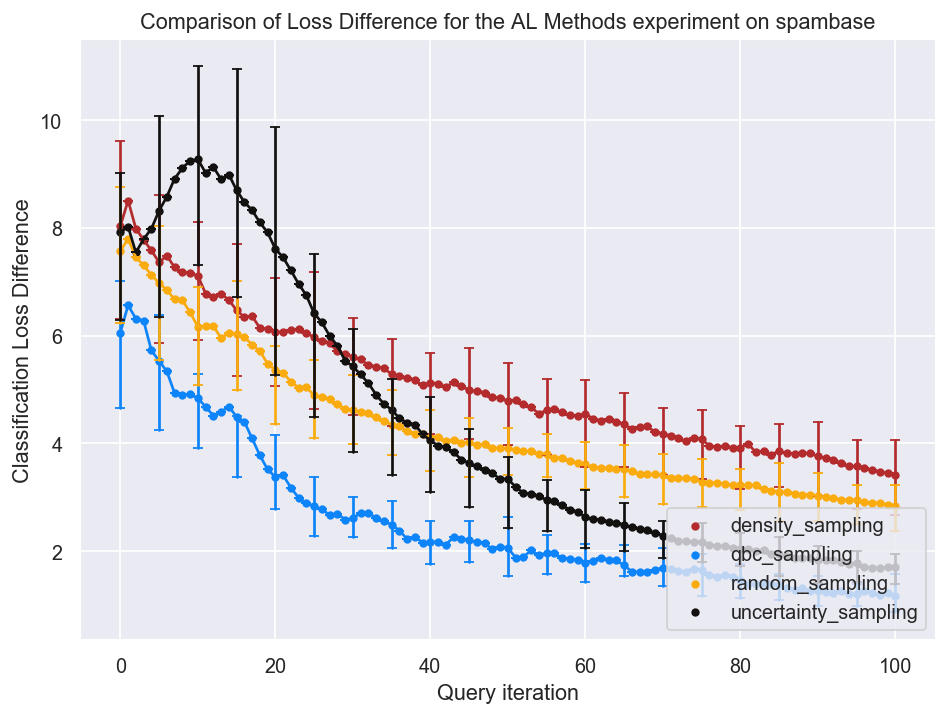 Comparison of Loss Difference for the AL Methods experiment on spambase
Classification Loss Difference
10
8
6
4
2
density_sampling
qbc_sampling
random_sampling
uncertainty_sampling
0 20 40 60 80 100
Query iteration